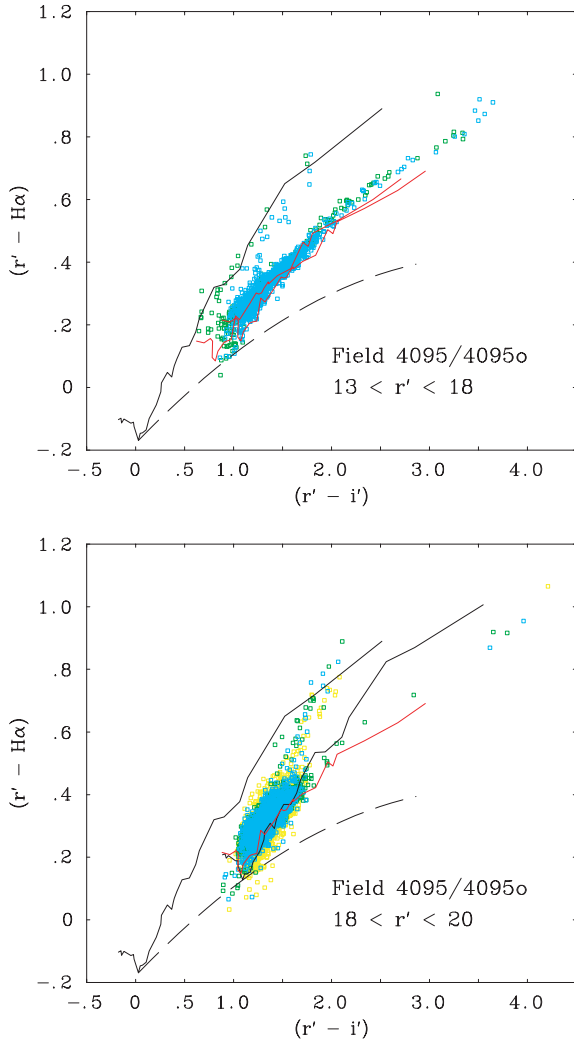 1.2
1.0
.8
.6
.4
.2
0
-.2
(r′ − Hα)
Field 4095/4095o
13 < r′ < 18
-.5 0 .5 1.0 2.0 3.0 4.0
(r′ − i′)
1.2
1.0
.8
.6
.4
.2
0
-.2
(r′ − Hα)
Field 4095/4095o
18 < r′ < 20
-.5 0 .5 1.0 2.0 3.0 4.0
(r′ − i′)